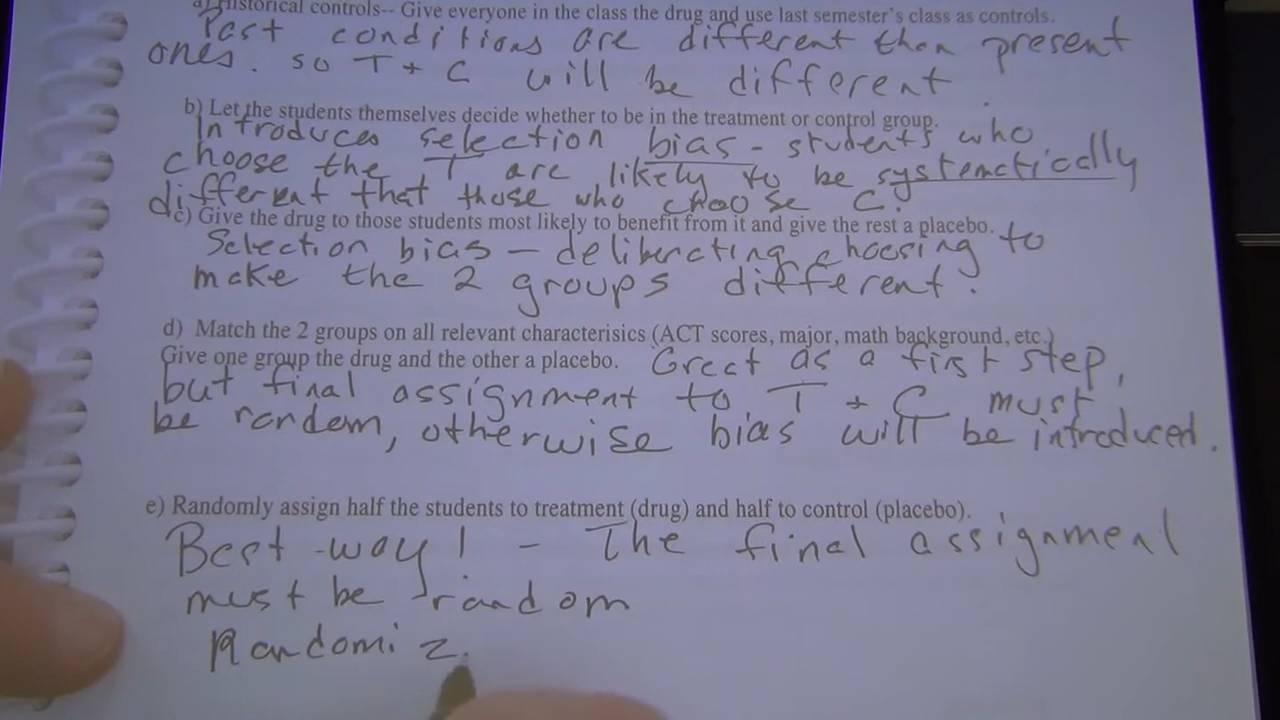 a) Historical controls-- Give everyone in the class the drug and use last semester's class as controls.
Past conditions are different than present
ones. so T + C will be different.
b) Let the students themselves decide whether to be in the treatment or control group.
Introduces selection bias - students who
choose the T are likely to be systematically
different that those who choose C.
c) Give the drug to those students most likely to benefit from it and give the rest a placebo.
Selection bias – deliberating choosing to
make the 2 groups different.
d) Match the 2 groups on all relevant characterisics (ACT scores, major, math background, etc.)
Give one group the drug and the other a placebo. Great as a first step,
but final assignment to T + C must
be random, otherwise bias will be introduced.
e) Randomly assign half the students to treatment (drug) and half to control (placebo).
Best way! - The final assignment
must be random
Randomiz